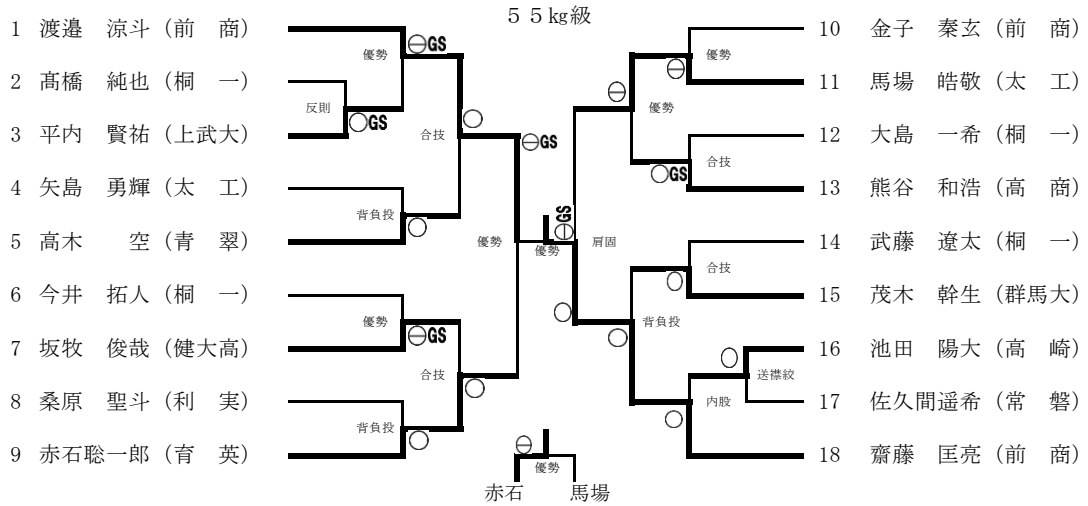 ５５kg級
1 渡邉 涼斗（前 商）
2 髙橋 純也（桐 一）
3 平内 賢祐（上武大）
4 矢島 勇輝（太 工）
5 高木 空（青 翠）
6 今井 拓人（桐 一）
7 坂牧 俊哉（健大高）
8 桑原 聖斗（利 実）
9 赤石聡一郎（育 英）
優勢
GS
反則
GS
合技
背負投
優勢
GS
優勢
GS
合技
背負投
優勢
GS
肩固
優勢
優勢
合技
GS
合技
背負投
送襟絞
内股
10 金子 秦玄（前 商）
11 馬場 皓敬（太 工）
12 大島 一希（桐 一）
13 熊谷 和浩（高 商）
14 武藤 遼太（桐 一）
15 茂木 幹生（群馬大）
16 池田 陽大（高 崎）
17 佐久間遥希（常 磐）
18 齋藤 匡亮（前 商）
優勢
赤石 馬場